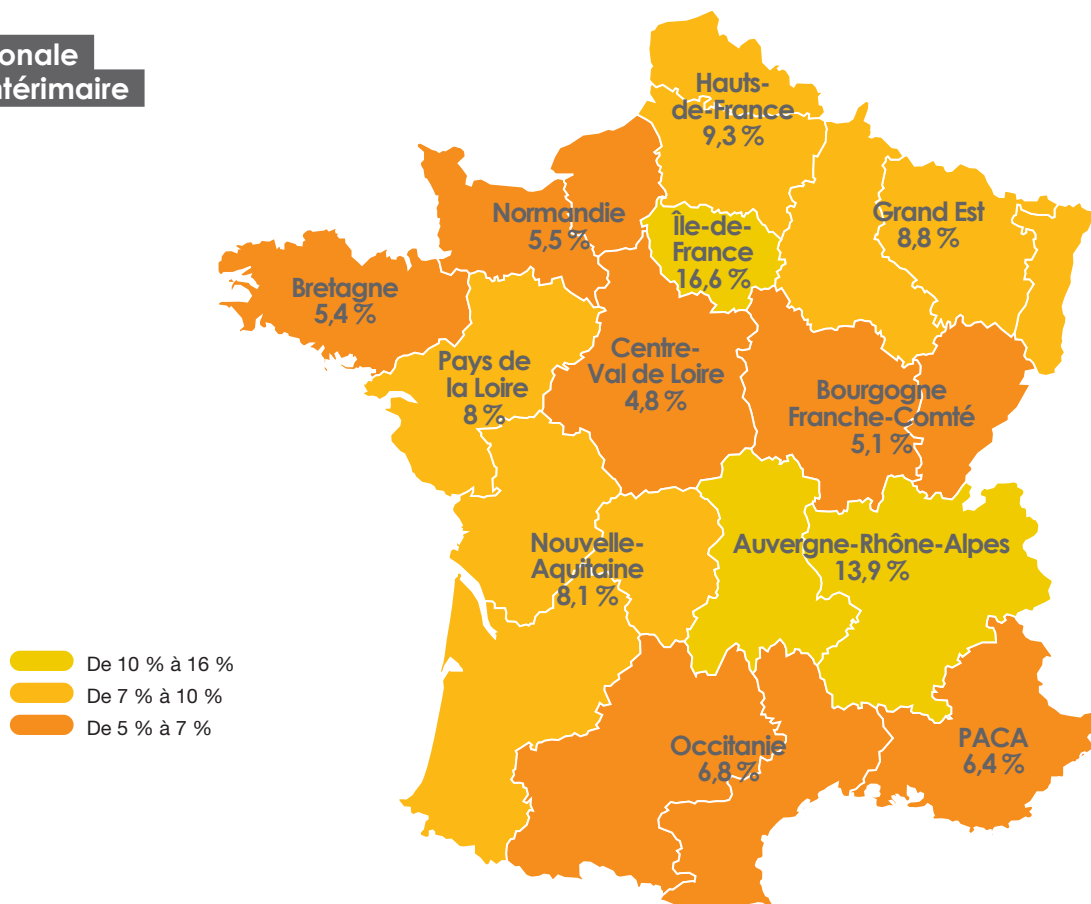 onale
ntérimaire
Hauts-
de-France
9,3 %
Normandie
5,5 %
Île-de-
France
16,6 %
Grand Est
8,8 %
Bretagne
5,4 %
Pays de
la Loire
8 %
Centre-
Val de Loire
4,8 %
Bourgogne
Franche-Comté
5,1 %
Nouvelle-
Aquitaine
8,1 %
Auvergne-Rhône-Alpes
13,9 %
De 10 % à 16 %
De 7 % à 10 %
De 5 % à 7 %
Occitanie
6,8 %
PACA
6,4 %